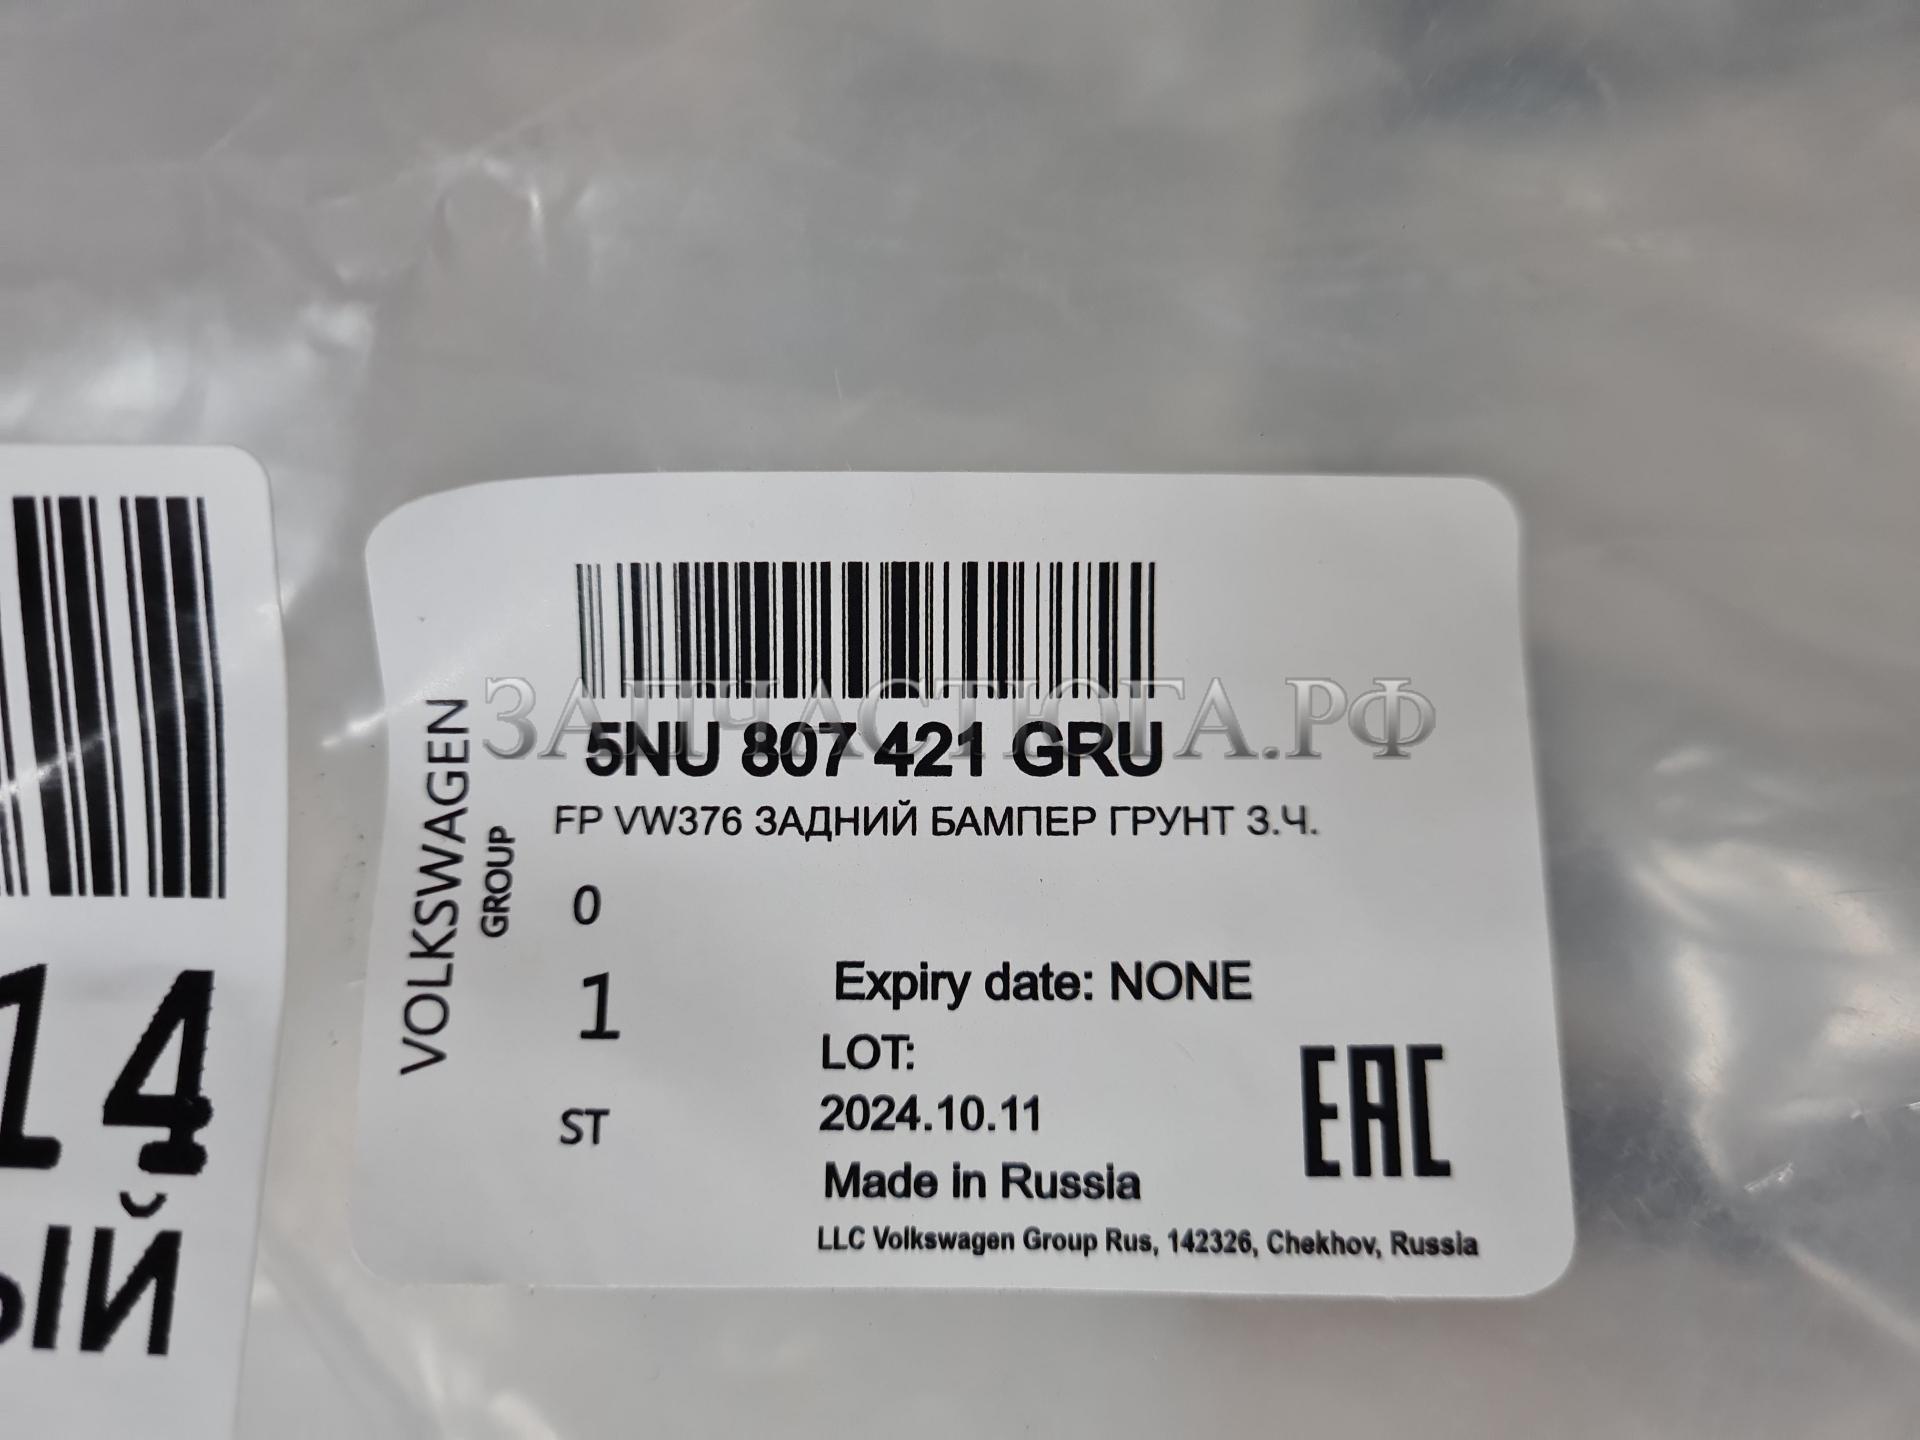 ЗАПЧАСТЮГА.РФ
5NU 807 421 GRU
FP VW376 ЗАДНИЙ БАМПЕР ГРУНТ З.Ч.
VOLKSWAGEN
GROUP
0
1
ST
Expiry date: NONE
LOT:
2024.10.11
Made in Russia
LLC Volkswagen Group Rus, 142326, Chekhov, Russia
EAC
14
ЫЙ